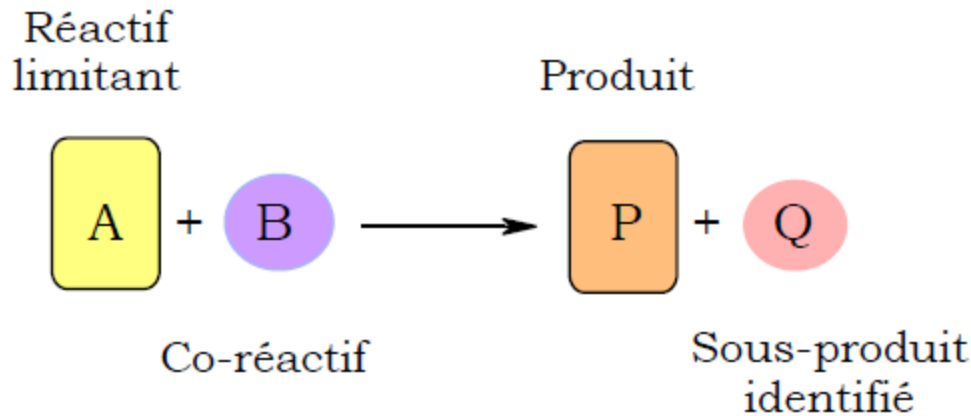 Réactif
limitant
Produit
A + B P + Q
Co-réactif
Sous-produit
identifié